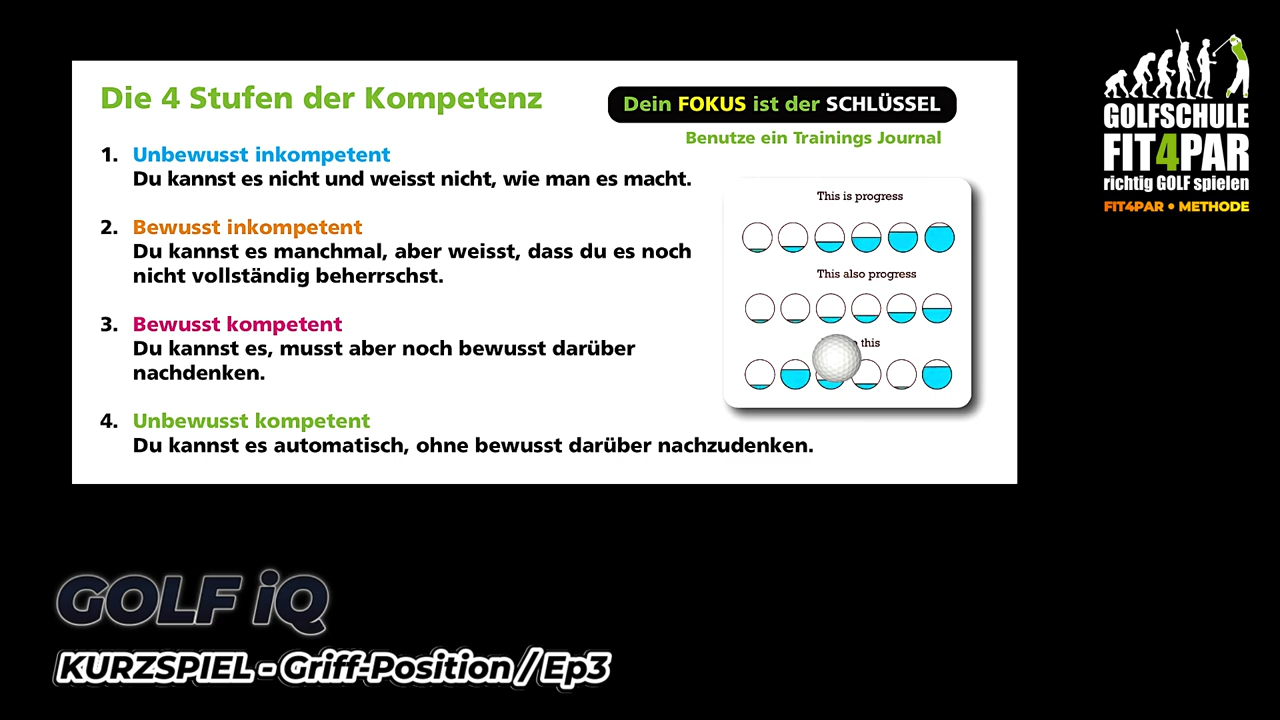 Die 4 Stufen der Kompetenz
Dein FOKUS ist der SCHLÜSSEL
Benutze ein Trainings Journal
1. Unbewusst inkompetent
Du kannst es nicht und weisst nicht, wie man es macht.
2. Bewusst inkompetent
Du kannst es manchmal, aber weisst, dass du es noch
nicht vollständig beherrschst.
3. Bewusst kompetent
Du kannst es, musst aber noch bewusst darüber
nachdenken.
4. Unbewusst kompetent
Du kannst es automatisch, ohne bewusst darüber nachzudenken.
This is progress
This also progress
this
GOLFSCHULE
FIT4PAR
richtig GOLF spielen
FIT4PAR • METHODE
GOLF iQ
KURZSPIEL - Griff-Position / Ep3